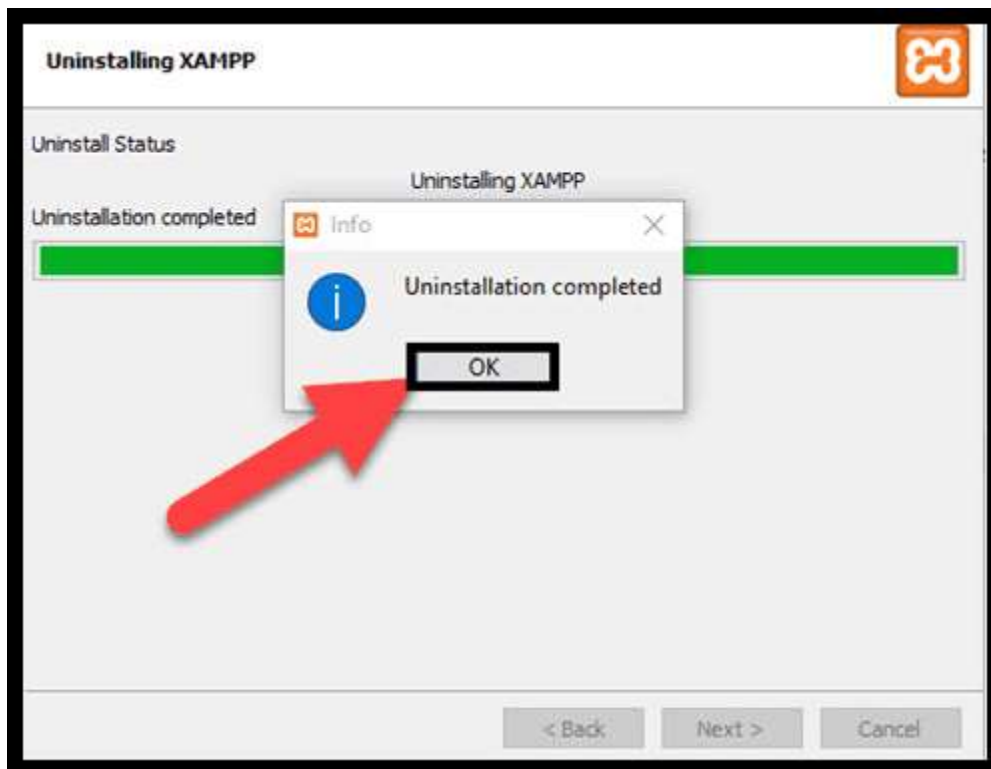 Uninstalling XAMPP
Uninstall Status
Uninstalling XAMPP
Uninstallation completed
Info
Uninstallation completed
OK
< Back
Next >
Cancel